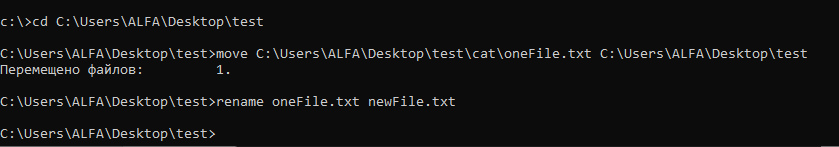 c:\>cd C:\Users\ALFA\Desktop\test
C:\Users\ALFA\Desktop\test>move C:\Users\ALFA\Desktop\test\cat\oneFile.txt C:\Users\ALFA\Desktop\test
Перемещено файлов:         1.
C:\Users\ALFA\Desktop\test>rename oneFile.txt newFile.txt
C:\Users\ALFA\Desktop\test>